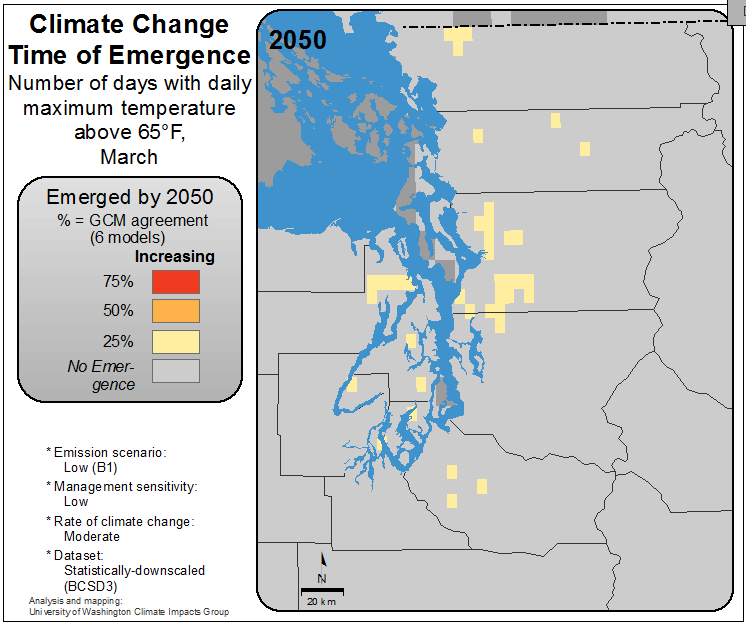 Climate Change
Time of Emergence
Number of days with daily
maximum temperature
above 65°F,
March
2050
Emerged by 2050
% = GCM agreement
(6 models)
Increasing
75%
50%
25%
No Emer-
gence
* Emission scenario:
Low (B1)
* Management sensitivity:
Low
* Rate of climate change:
Moderate
* Dataset:
Statistically-downscaled
(BCSD3)
Analysis and mapping:
University of Washington Climate Impacts Group
N
20 km